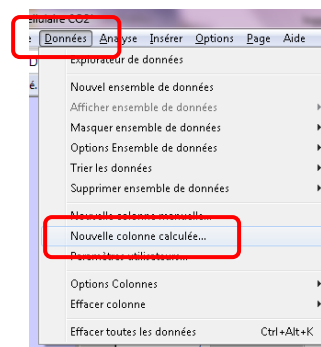 ellulaire CO2
Données Analyse Insérer Options Page Aide
Explorateur de données
Nouvel ensemble de données
Afficher ensemble de données
Masquer ensemble de données
Options Ensemble de données
Trier les données
Supprimer ensemble de données
Nouvelle colonne manuelle...
Nouvelle colonne calculée...
Paramètres utilisateurs...
Options Colonnes
Effacer colonne
Effacer toutes les données Ctrl+Alt+K